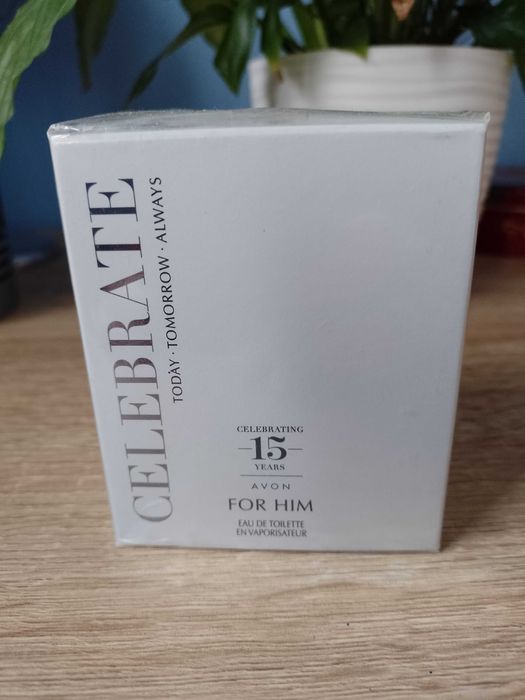 CELEBRATE
TODAY · TOMORROW · ALWAYS
CELEBRATING
15
YEARS
AVON
FOR HIM
EAU DE TOILETTE
EN VAPORISATEUR